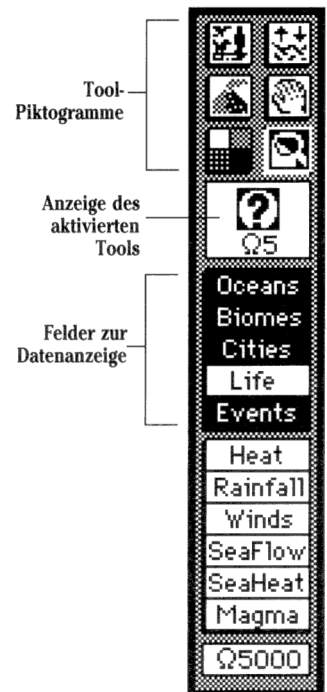 Tool-
Piktogramme
Anzeige des
aktivierten
Tools
?
Ω5
Felder zur
Datenanzeige
Oceans
Biomes
Cities
Life
Events
Heat
Rainfall
Winds
SeaFlow
SeaHeat
Magma
Ω5000